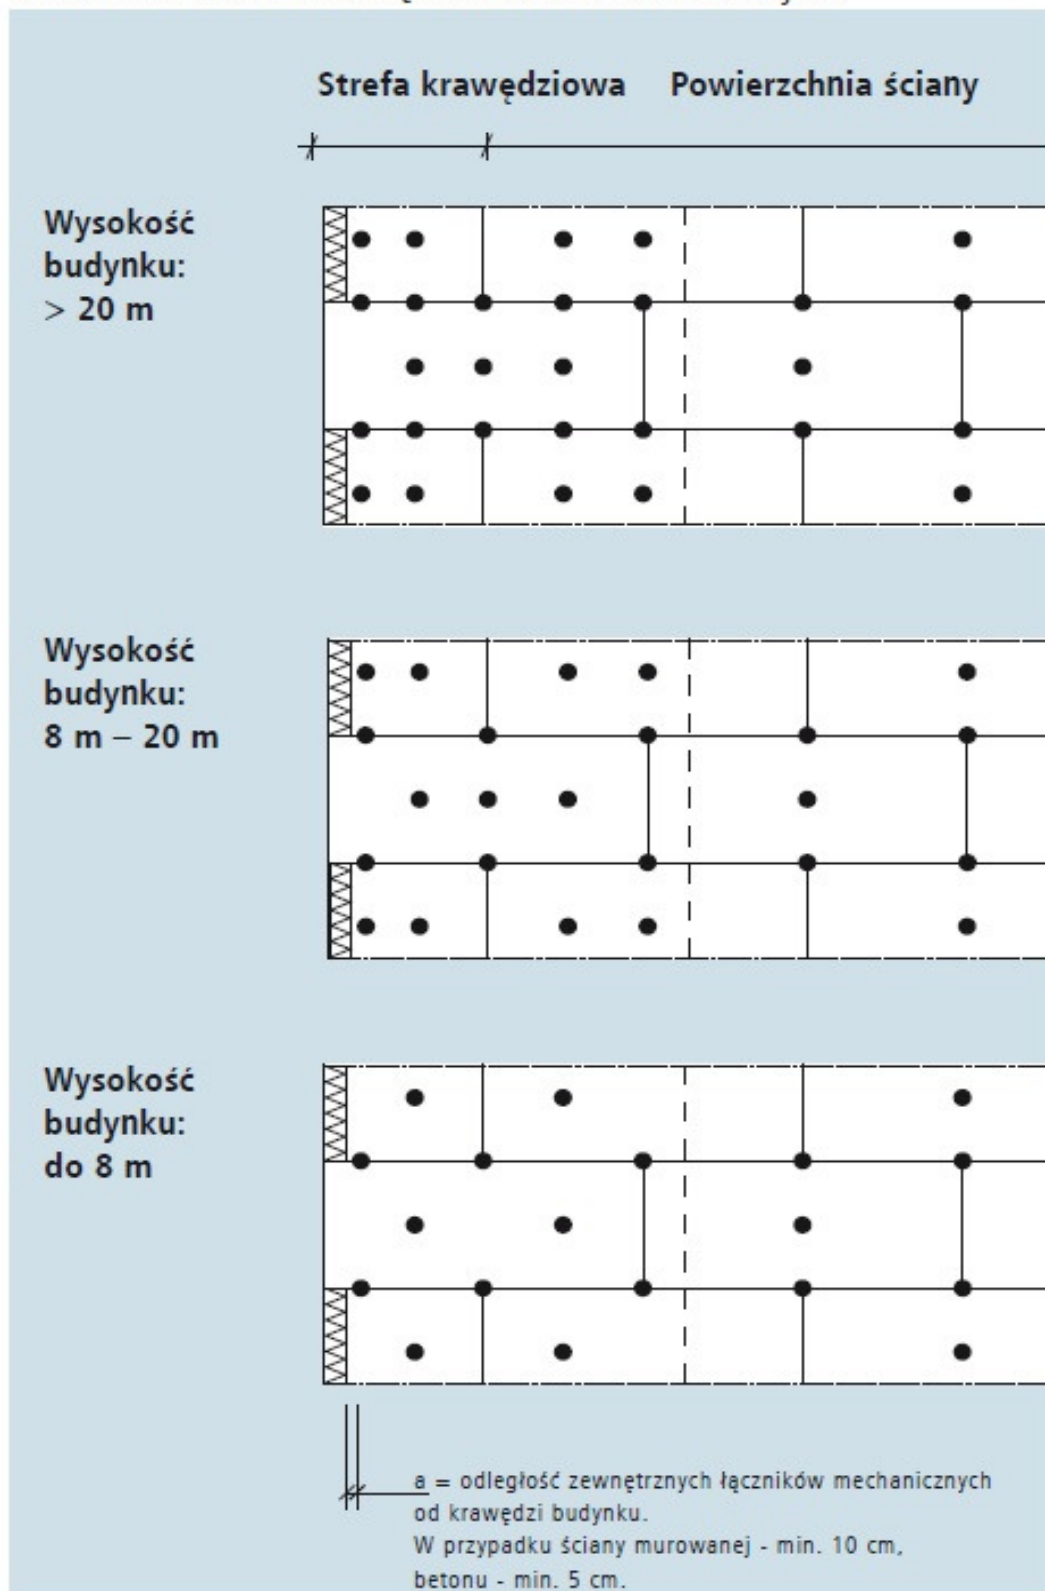 Strefa krawędziowa Powierzchnia ściany
Wysokość
budynku:
> 20 m
Wysokość
budynku:
8 m – 20 m
Wysokość
budynku:
do 8 m
a = odległość zewnętrznych łączników mechanicznych
od krawędzi budynku.
W przypadku ściany murowanej - min. 10 cm,
betonu - min. 5 cm.